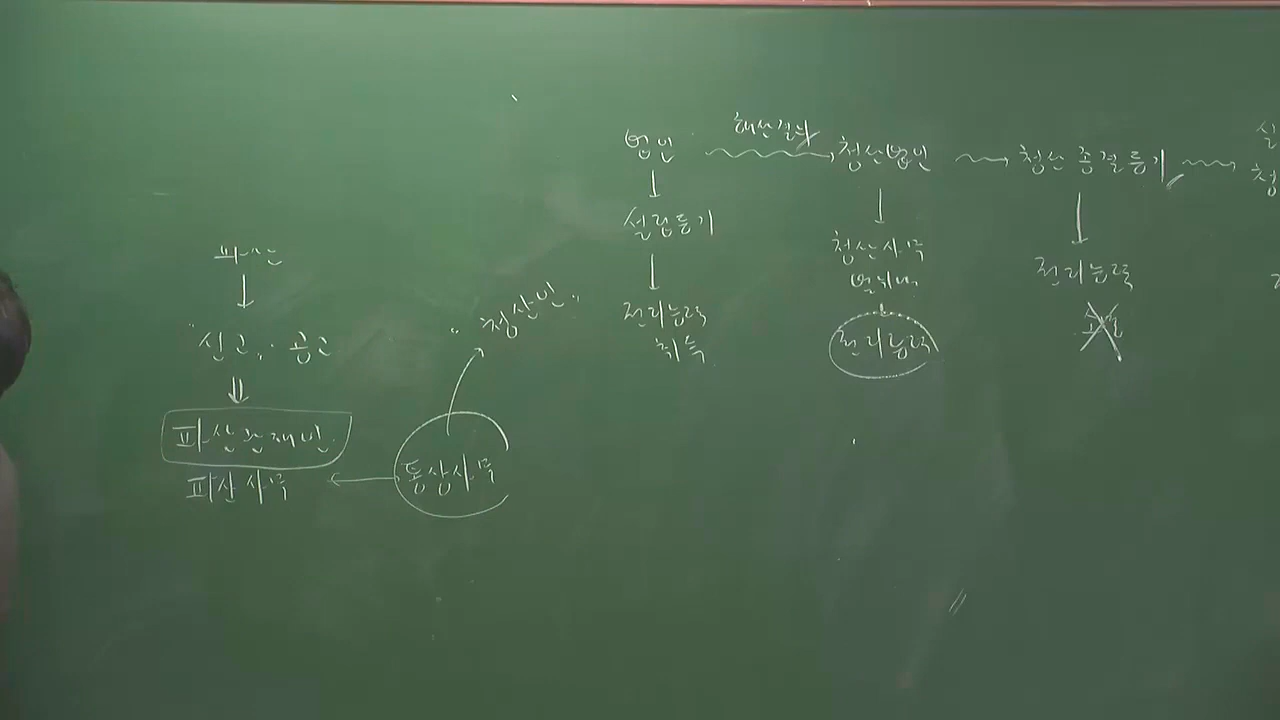 파산
"신고"· 공고
파산관재인
파산사무
통상사무
"청산인"
법인
해산결의
청산법인
청산 종결등기
설립등기
권리능력
취득
청산사무
범위내
권리능력
권리능력
실
청